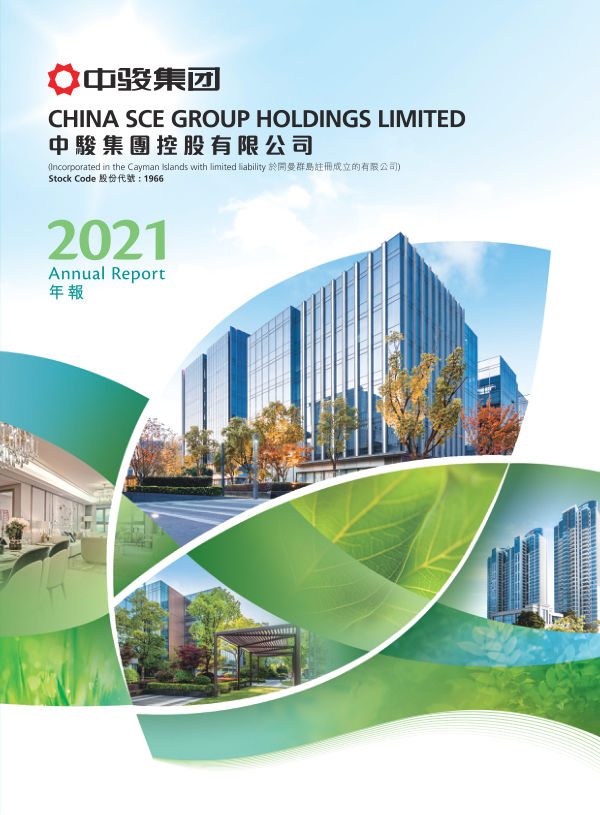 中骏集团
CHINA SCE GROUP HOLDINGS LIMITED
中駿集團控股有限公司
(Incorporated in the Cayman Islands with limited liability 於開曼群島註冊成立的有限公司)
Stock Code 股份代號 : 1966
2021
Annual Report
年報